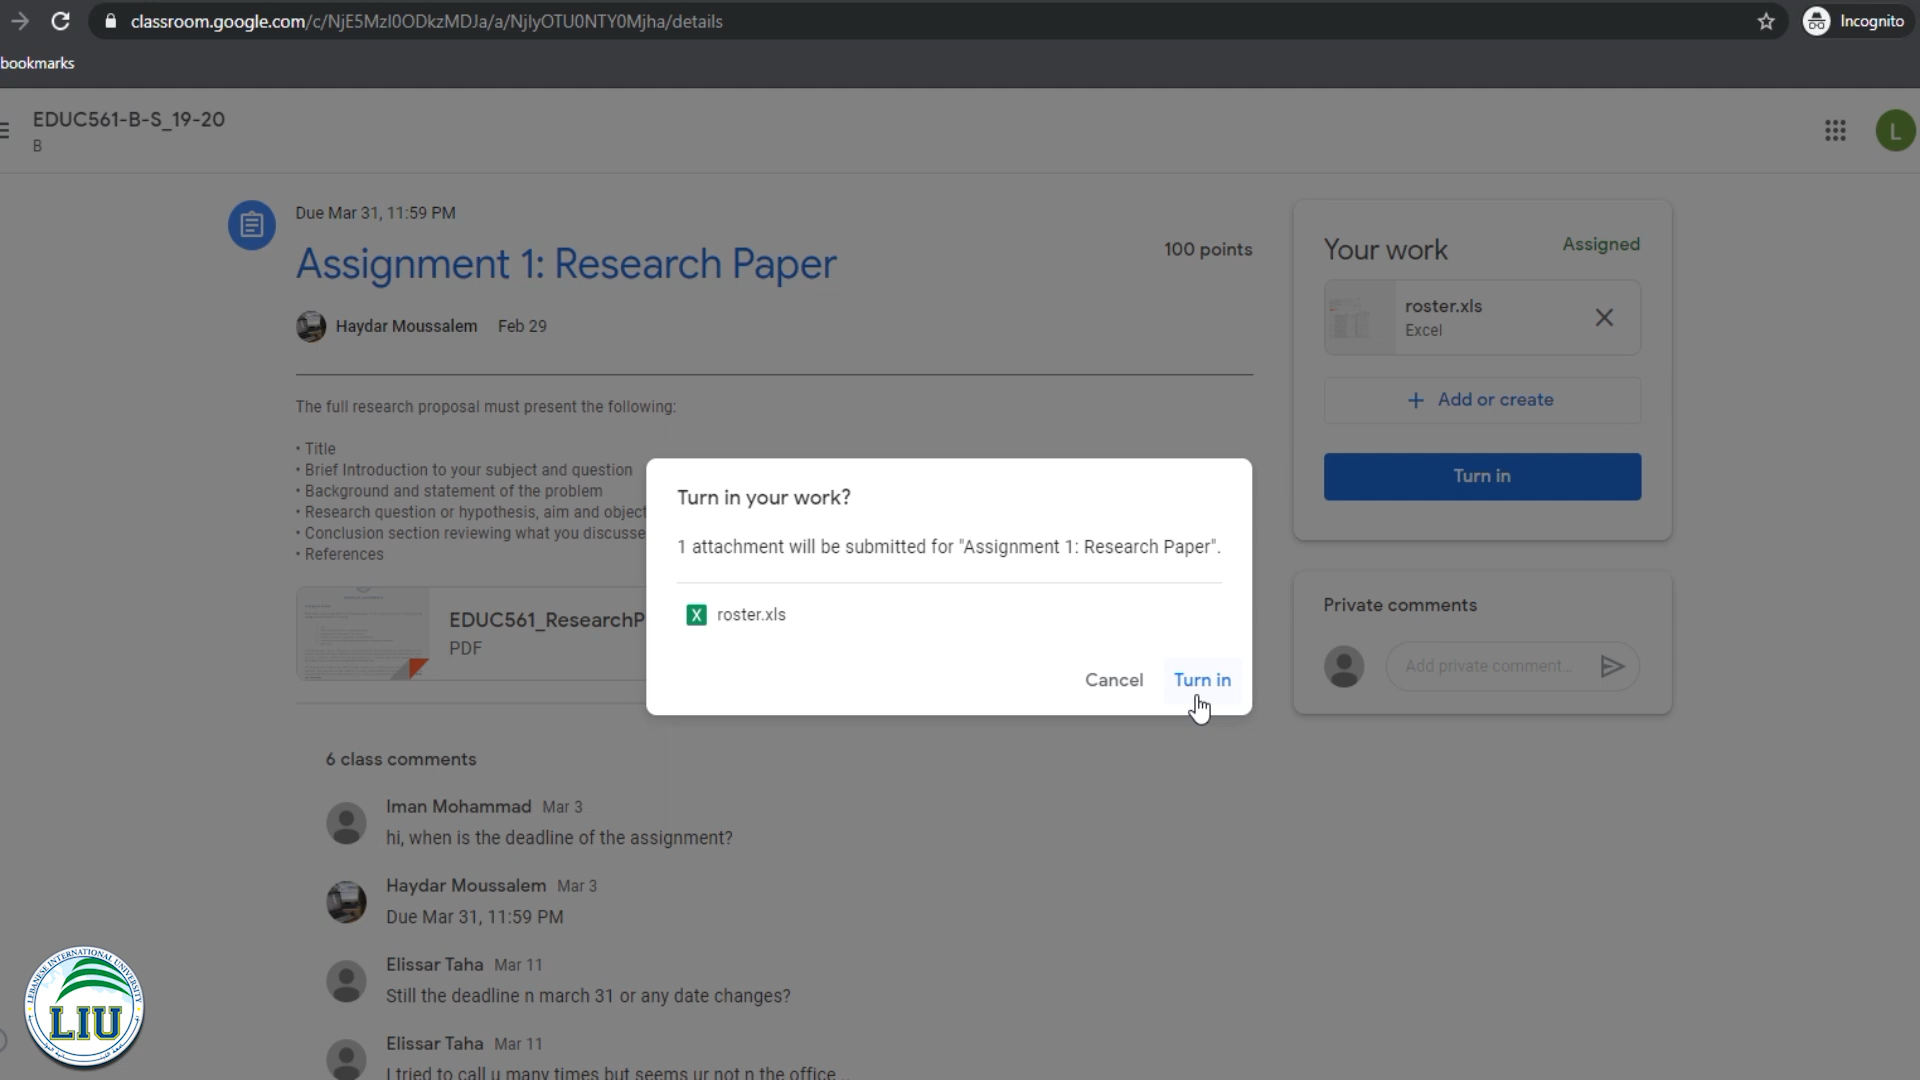 classroom.google.com/c/NjE5MzI0ODkzMDJa/a/NjIyOTU0NTY0Mjha/details
Incognito
bookmarks
EDUC561-B-S_19-20
B
L
Due Mar 31, 11:59 PM
Assignment 1: Research Paper
100 points
Haydar Moussalem Feb 29
The full research proposal must present the following:
• Title
• Brief Introduction to your subject and question
• Background and statement of the problem
• Research question or hypothesis, aim and object
• Conclusion section reviewing what you discusse
• References
EDUC561_ResearchP
PDF
Your work
Assigned
roster.xls
Excel
Add or create
Turn in
Private comments
Add private comment...
Turn in your work?
1 attachment will be submitted for "Assignment 1: Research Paper".
X roster.xls
Cancel
Turn in
6 class comments
Iman Mohammad Mar 3
hi, when is the deadline of the assignment?
Haydar Moussalem Mar 3
Due Mar 31, 11:59 PM
Elissar Taha Mar 11
Still the deadline n march 31 or any date changes?
Elissar Taha Mar 11
I tried to call u many times but seems ur not n the office...
LEBANESE INTERNATIONAL UNIVERSITY
LIU